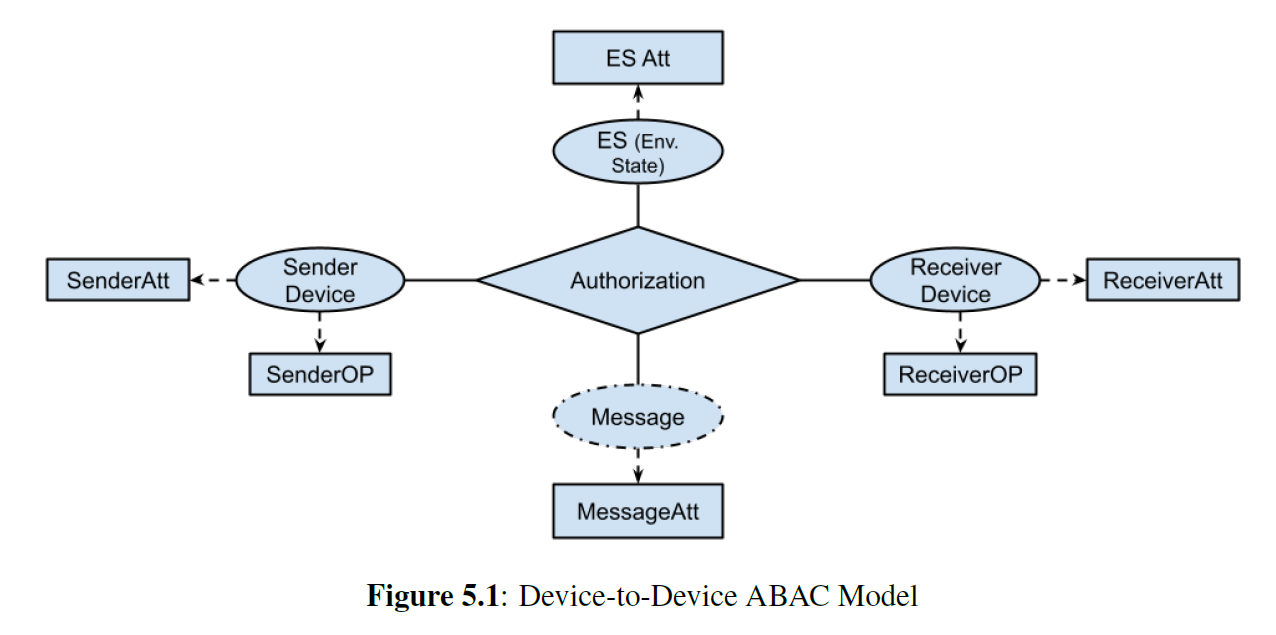 ES Att
ES (Env.
State)
Sender
Device
SenderAtt
SenderOP
Authorization
Receiver
Device
ReceiverAtt
ReceiverOP
Message
MessageAtt
Figure 5.1: Device-to-Device ABAC Model